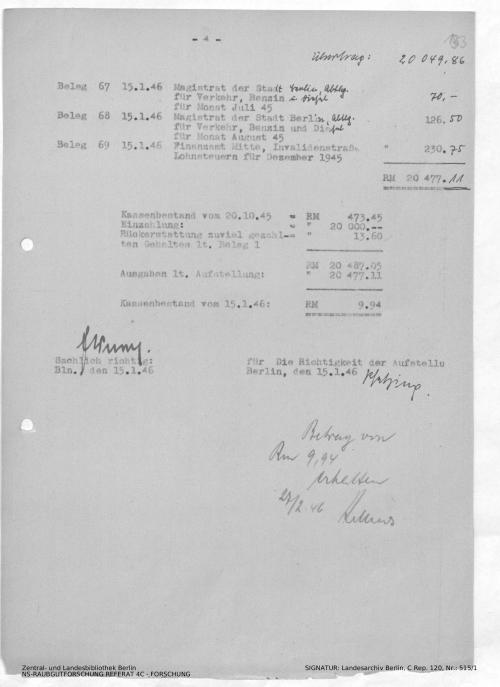 - 4 -
133
Übertrag: 20 049.86
Beleg 67 15.1.46 Magistrat der Stadt Berlin, Abtlg.
für Verkehr, Benzin u. Diesel 70,-
für Monat Juli 45
Beleg 68 15.1.46 Magistrat der Stadt Berlin, Abtlg.
für Verkehr, Benzin und Diesel 126.50
für Monat August 45
Beleg 69 15.1.46 Finanzamt Mitte, Invalidenstraße " 230.75
Lohnsteuern für Dezember 1945
RM 20 477.11
Kassenbestand vom 20.10.45 = RM 473.45
Einzahlung: = " 20 000.--
Rückerstattung zuviel gezahl-= " 13.60
ten Gehaltes lt. Beleg 1
RM 20 487.05
Ausgaben lt. Aufstellung: " 20 477.11
Kassenbestand vom 15.1.46: RM 9.94
Sachlich richtig:
Bln., den 15.1.46
für Die Richtigkeit der Aufstellu
Berlin, den 15.1.46
Betrag von
Rm 9,94
erhalten
27/2.46
Zentral- und Landesbibliothek Berlin
NS-RAUBGUTFORSCHUNG REFERAT 4C - FORSCHUNG
SIGNATUR: Landesarchiv Berlin, C Rep. 120, Nr.: 515/1